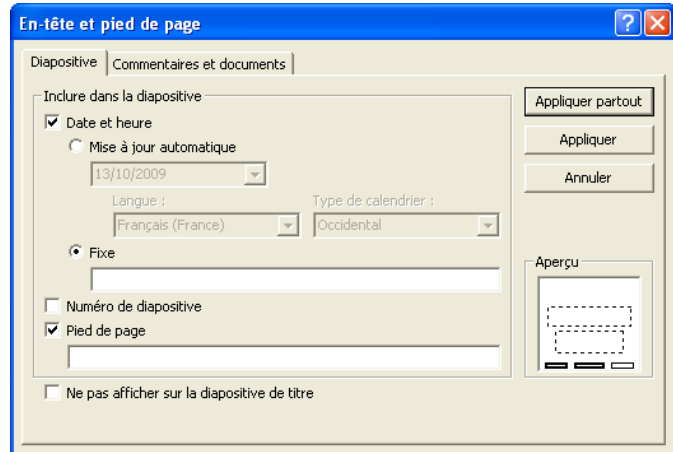 En-tête et pied de page
Diapositive
Commentaires et documents
Inclure dans la diapositive
Date et heure
Mise à jour automatique
13/10/2009
Langue :
Type de calendrier :
Français (France)
Occidental
Fixe
Numéro de diapositive
Pied de page
Ne pas afficher sur la diapositive de titre
Appliquer partout
Appliquer
Annuler
Aperçu